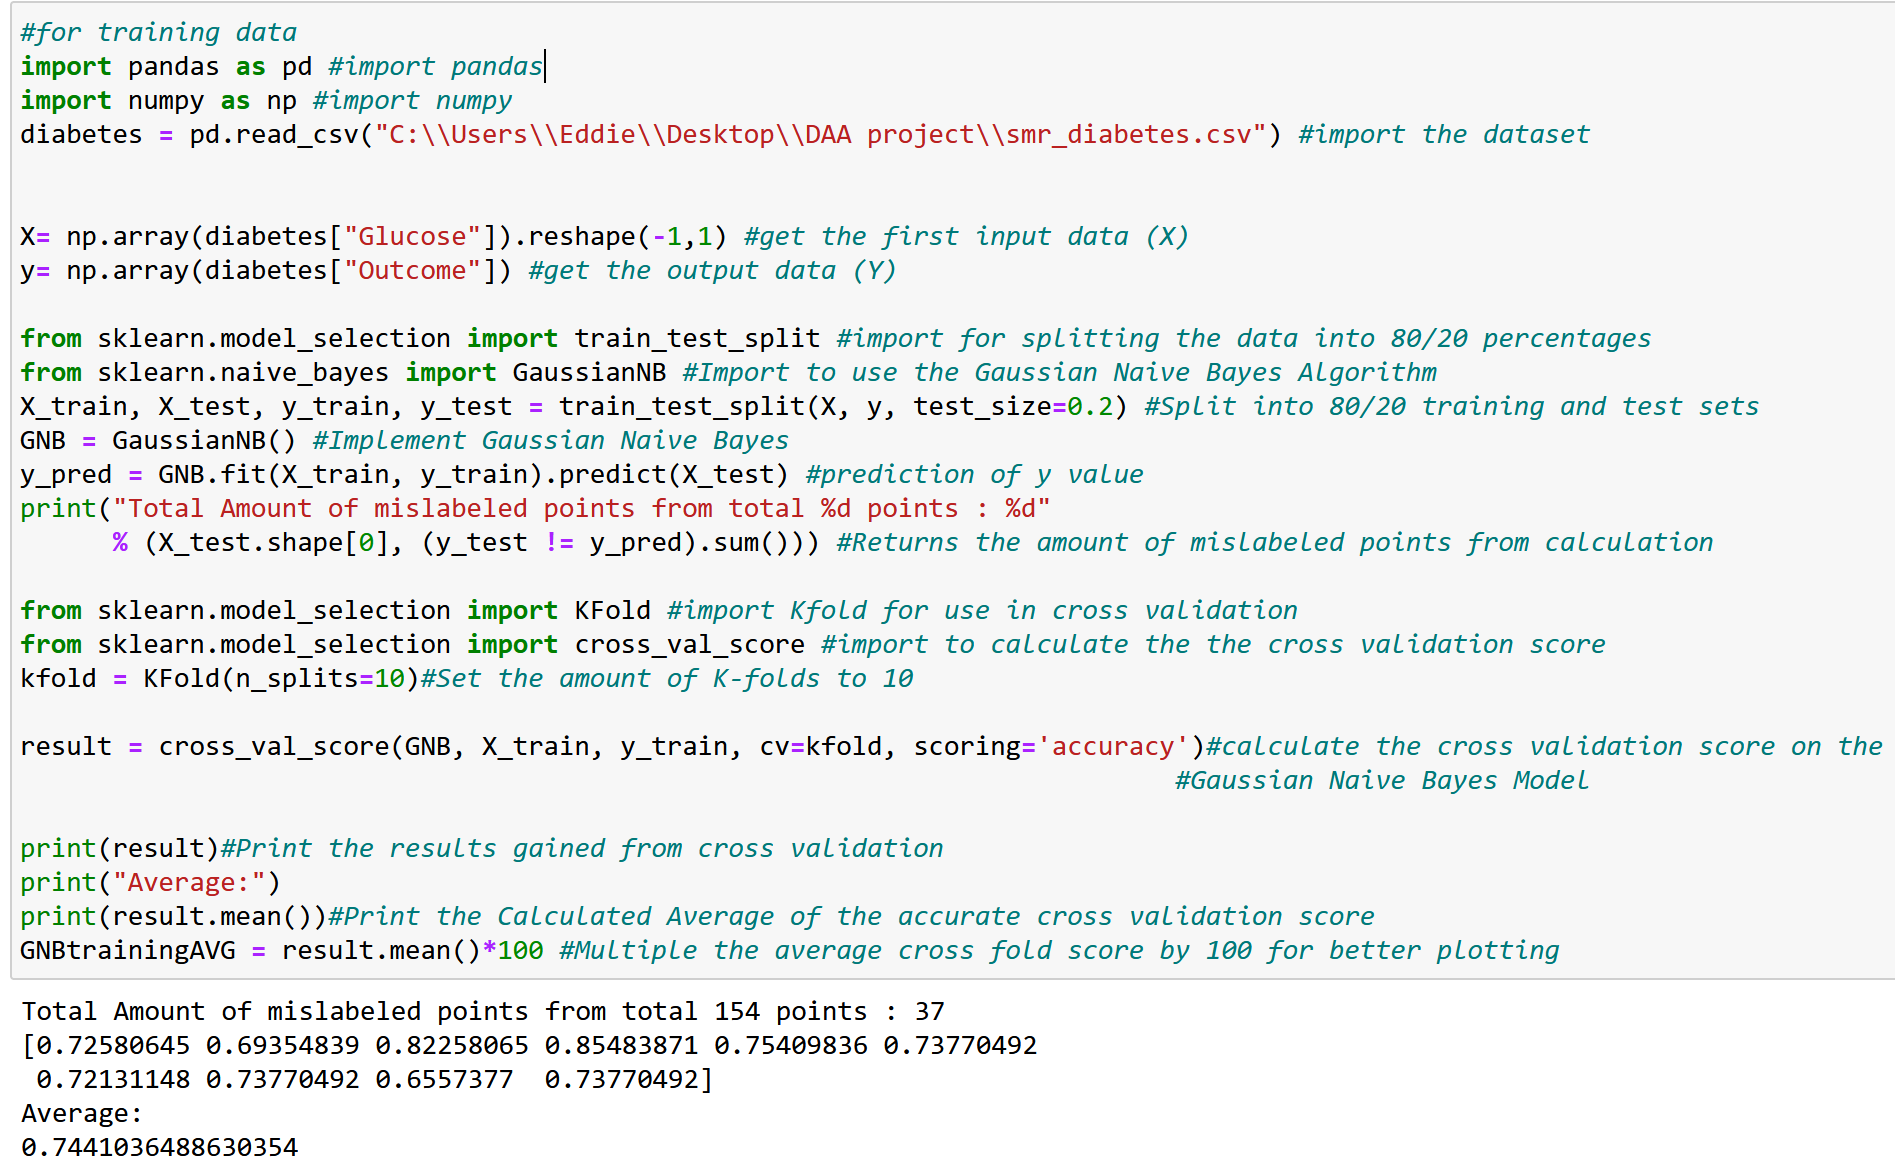 #for training data
import pandas as pd #import pandas
import numpy as np #import numpy
diabetes = pd.read_csv("C:\\Users\\Eddie\\Desktop\\DAA project\\smr_diabetes.csv") #import the dataset
X= np.array(diabetes["Glucose"]).reshape(-1,1) #get the first input data (X)
y= np.array(diabetes["Outcome"]) #get the output data (Y)
from sklearn.model_selection import train_test_split #import for splitting the data into 80/20 percentages
from sklearn.naive_bayes import GaussianNB #Import to use the Gaussian Naive Bayes Algorithm
X_train, X_test, y_train, y_test = train_test_split(X, y, test_size=0.2) #Split into 80/20 training and test sets
GNB = GaussianNB() #Implement Gaussian Naive Bayes
y_pred = GNB.fit(X_train, y_train).predict(X_test) #prediction of y value
print("Total Amount of mislabeled points from total %d points : %d"
      % (X_test.shape[0], (y_test != y_pred).sum())) #Returns the amount of mislabeled points from calculation
from sklearn.model_selection import KFold #import Kfold for use in cross validation
from sklearn.model_selection import cross_val_score #import to calculate the the cross validation score
kfold = KFold(n_splits=10)#Set the amount of K-folds to 10
result = cross_val_score(GNB, X_train, y_train, cv=kfold, scoring='accuracy')#calculate the cross validation score on the
#Gaussian Naive Bayes Model
print(result)#Print the results gained from cross validation
print("Average:")
print(result.mean())#Print the Calculated Average of the accurate cross validation score
GNBtrainingAVG = result.mean()*100 #Multiple the average cross fold score by 100 for better plotting
Total Amount of mislabeled points from total 154 points : 37
[0.72580645 0.69354839 0.82258065 0.85483871 0.75409836 0.73770492
 0.72131148 0.73770492 0.6557377  0.73770492]
Average:
0.7441036488630354